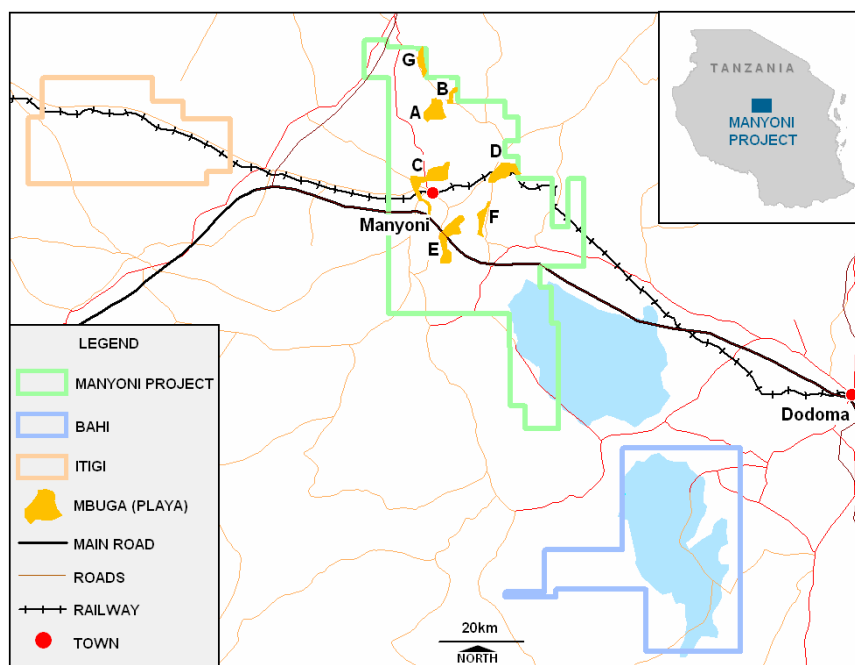 TANZANIA
MANYONI
PROJECT
G
B
A
C
D
F
E
Manyoni
Dodoma
LEGEND
MANYONI PROJECT
BAHI
ITIGI
MBUGA (PLAYA)
MAIN ROAD
ROADS
RAILWAY
TOWN
20km
NORTH